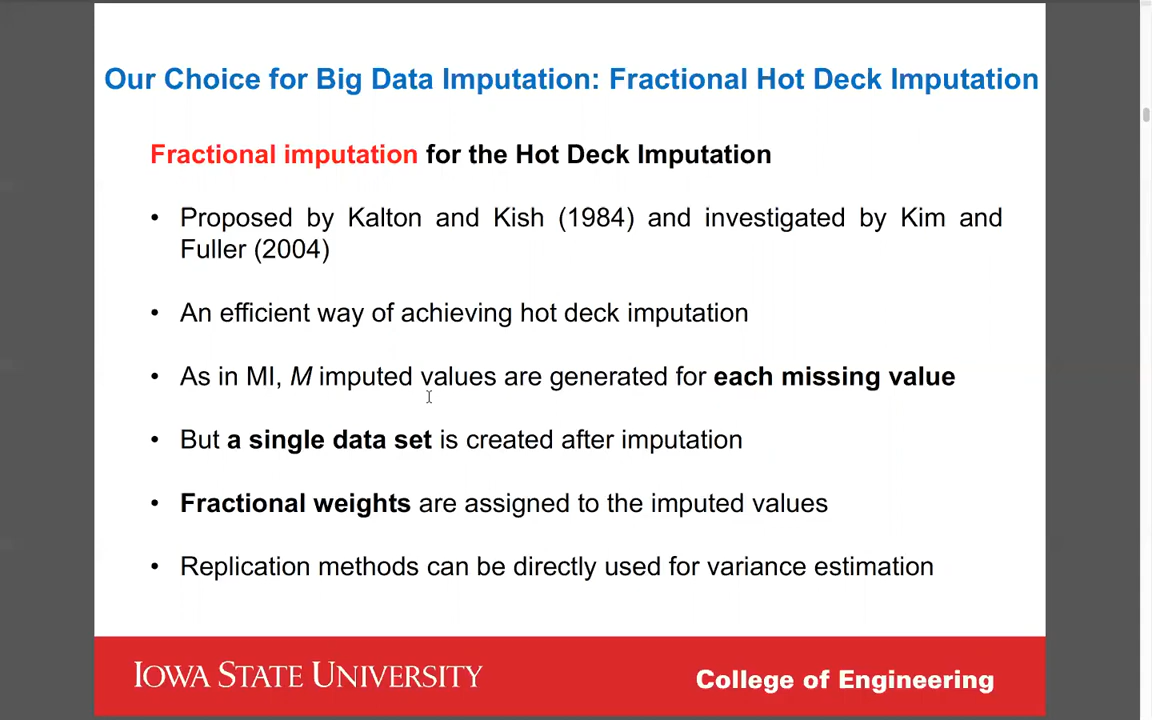 Our Choice for Big Data Imputation: Fractional Hot Deck Imputation
Fractional imputation for the Hot Deck Imputation
• Proposed by Kalton and Kish (1984) and investigated by Kim and
Fuller (2004)
• An efficient way of achieving hot deck imputation
• As in MI, M imputed values are generated for each missing value
• But a single data set is created after imputation
• Fractional weights are assigned to the imputed values
• Replication methods can be directly used for variance estimation
IOWA STATE UNIVERSITY
College of Engineering